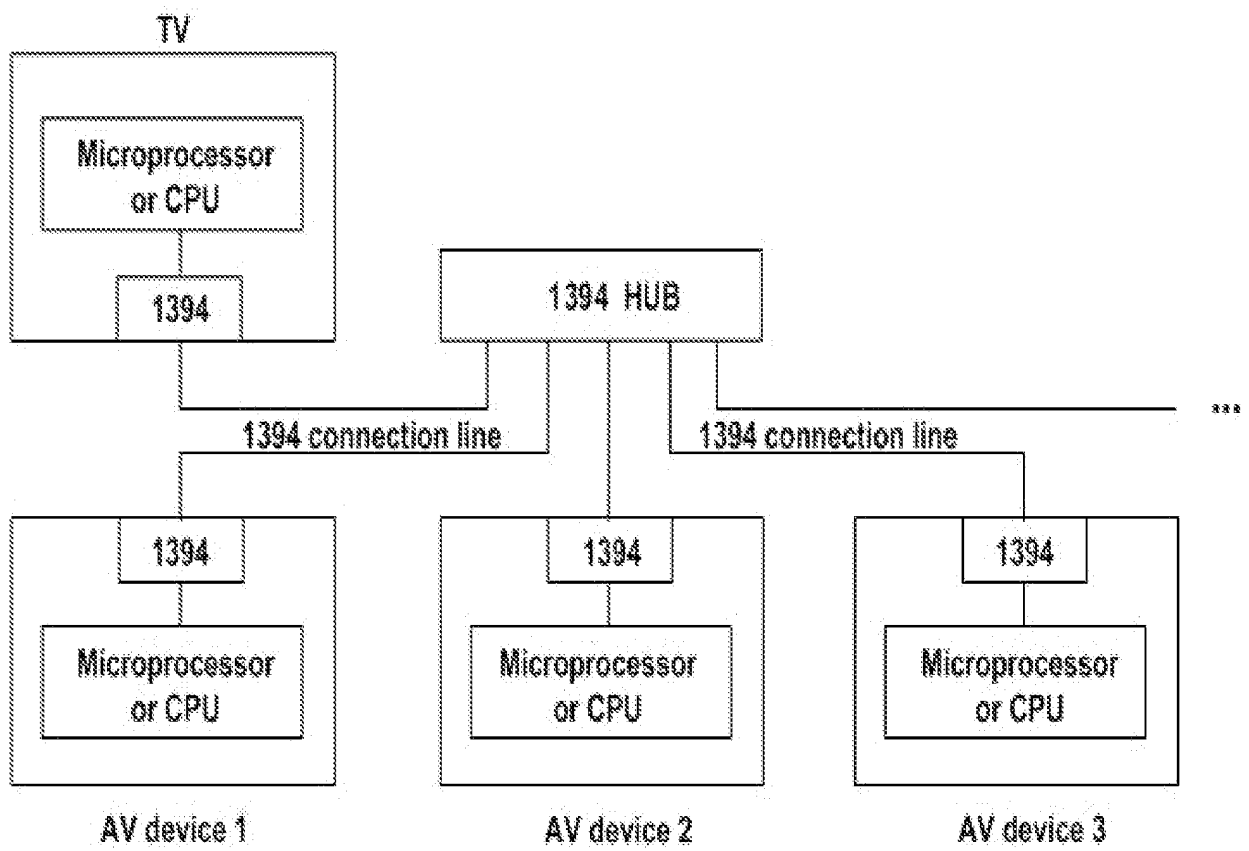 TV
Microprocessor
or CPU
1394
1394 HUB
1394 connection line
1394 connection line
...
1394
Microprocessor
or CPU
AV device 1
1394
Microprocessor
or CPU
AV device 2
1394
Microprocessor
or CPU
AV device 3